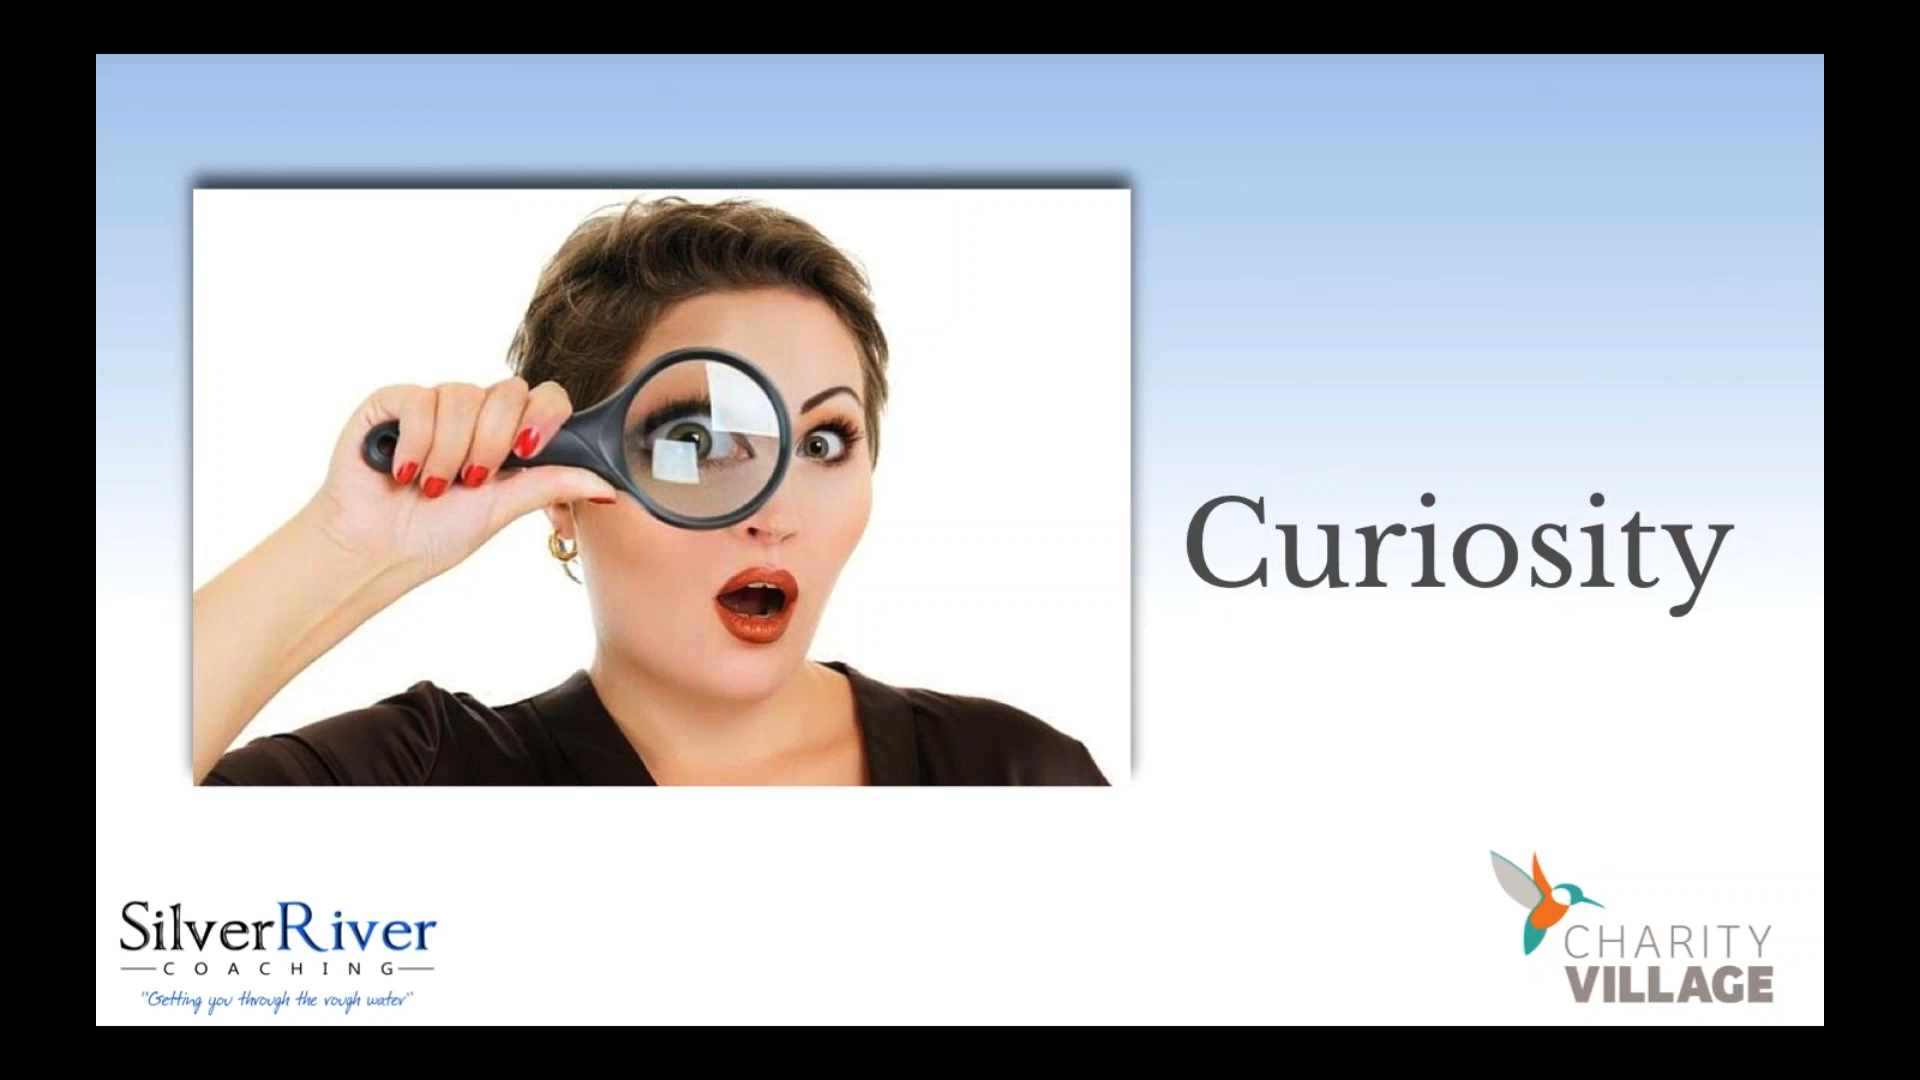 Curiosity
SilverRiver
COACHING
"Getting you through the rough water"
CHARITY
VILLAGE